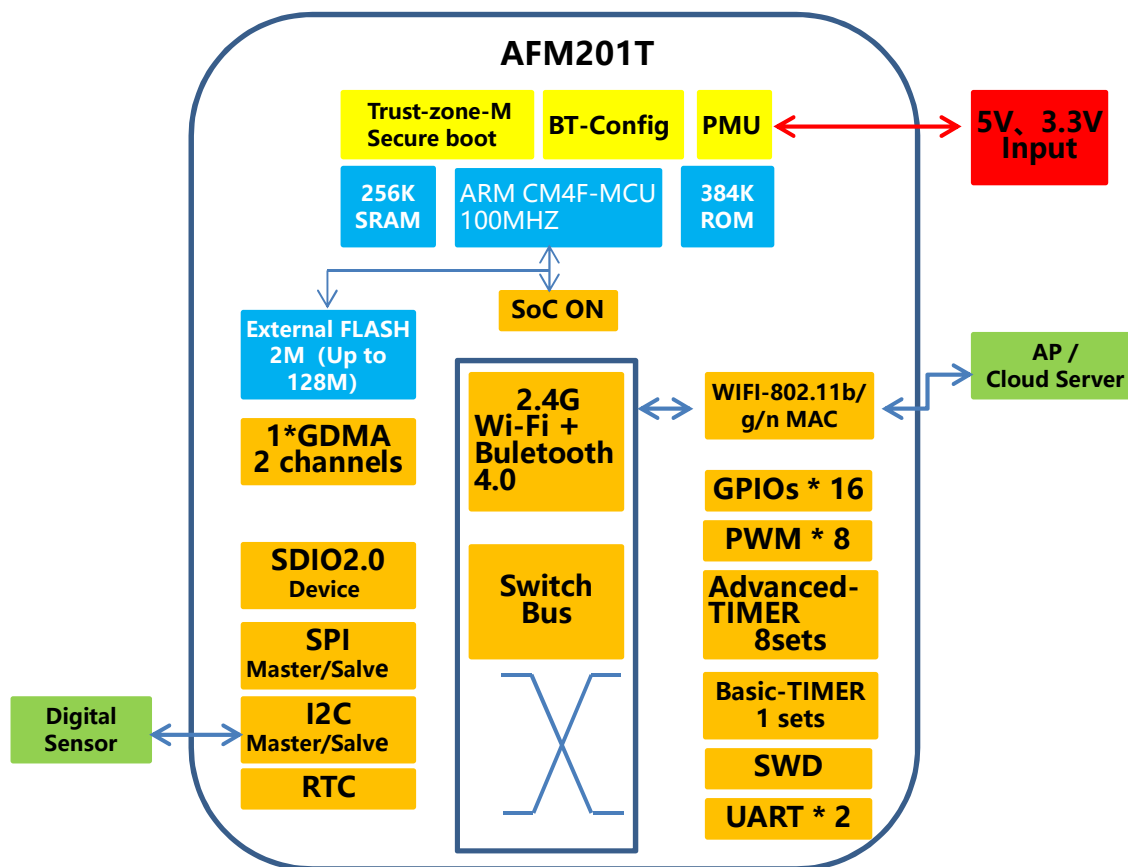 AFM201T
Trust-zone-M
Secure boot
BT-Config
PMU
5V、3.3V
Input
256K
SRAM
ARM CM4F-MCU
100MHZ
384K
ROM
SoC ON
External FLASH
2M（Up to
128M）
AP /
Cloud Server
2.4G
Wi-Fi +
Buletooth
4.0
WIFI-802.11b/
g/n MAC
1*GDMA
2 channels
GPIOs * 16
PWM * 8
SDIO2.0
Device
Switch
Bus
Advanced-
TIMER
8sets
SPI
Master/Salve
Basic-TIMER
1 sets
Digital
Sensor
I2C
Master/Salve
SWD
RTC
UART * 2